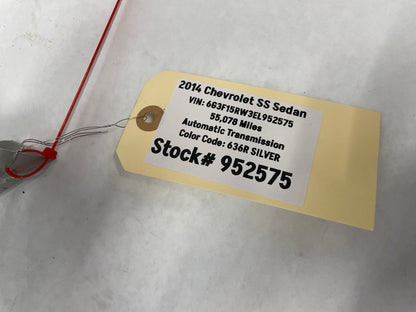 2014 Chevrolet SS Sedan
VIN: 6G3F15RW3EL952575
55,078 Miles
Automatic Transmission
Color Code: 636R SILVER
Stock# 952575